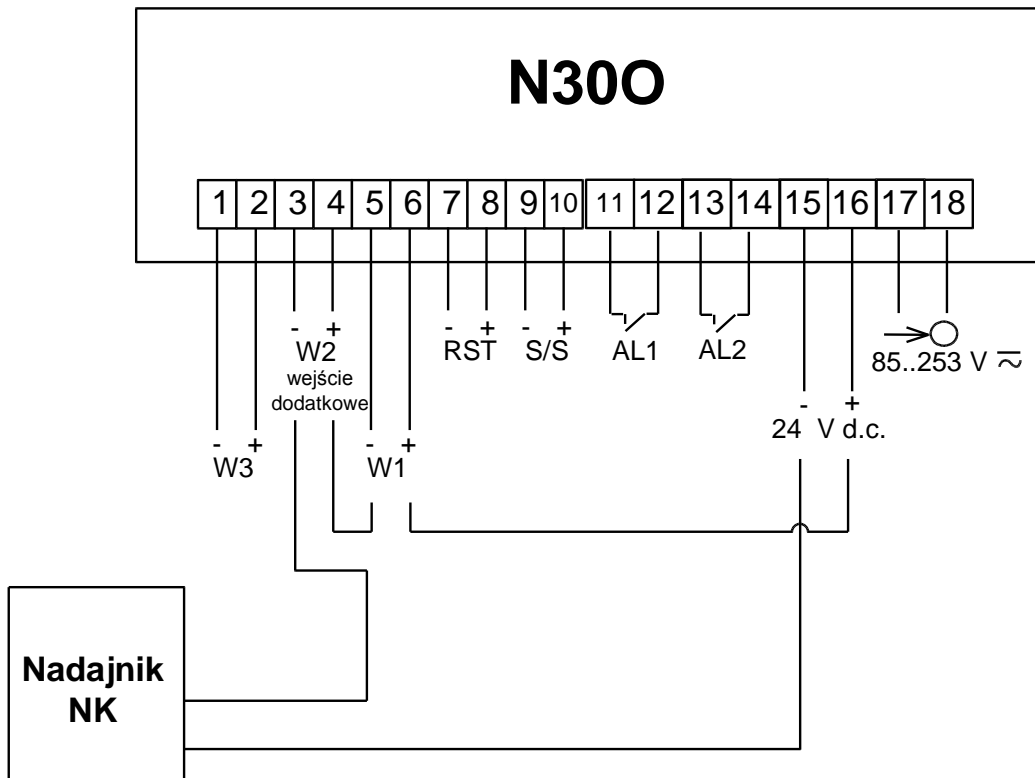 N30O
1 2 3 4 5 6 7 8 9 10 11 12 13 14 15 16 17 18
- +
W2
wejście
dodatkowe
- +
RST
- +
S/S
AL1
AL2
85..253 V
- +
24 V d.c.
- +
W3
- +
W1
Nadajnik
NK